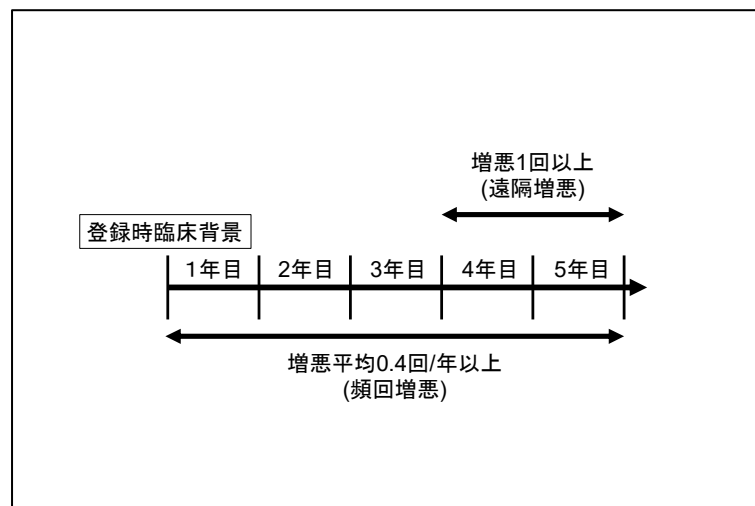 増悪1回以上
(遠隔増悪)
登録時臨床背景
1年目 2年目 3年目 4年目 5年目
増悪平均0.4回/年以上
(頻回増悪)